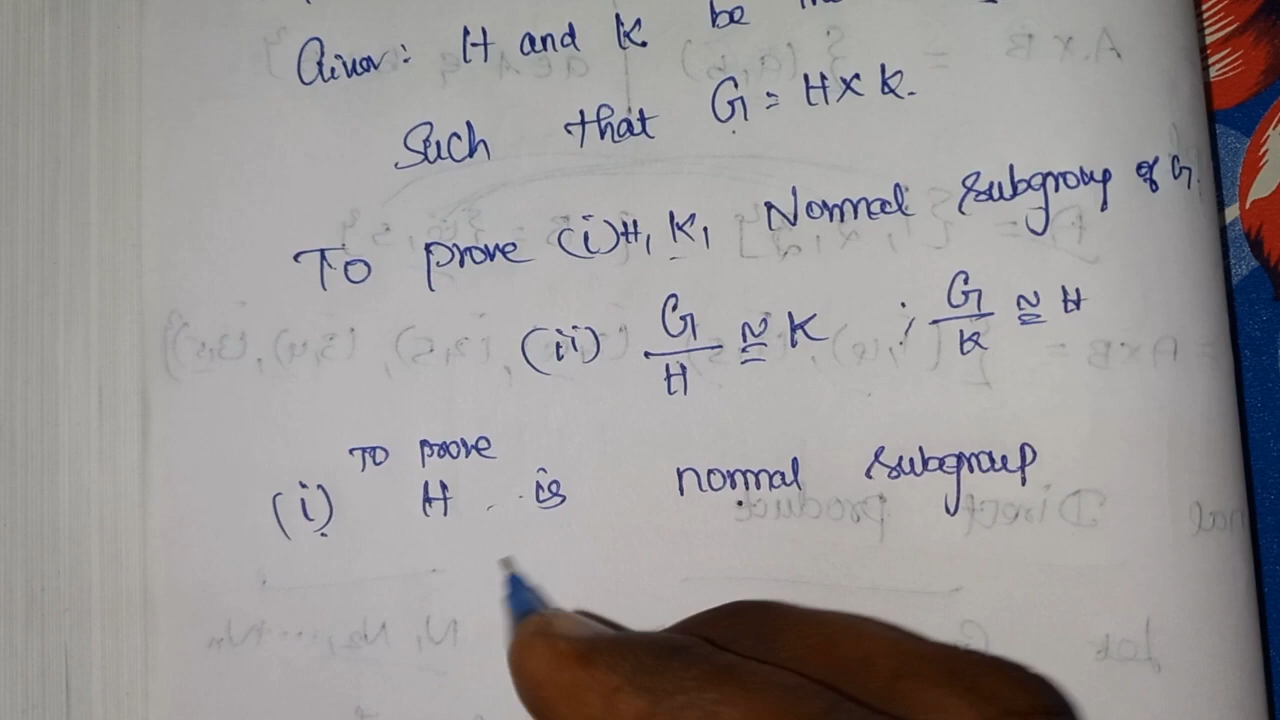 Given: H and K be
Such that G = H × K.
To prove (i) H, K, Normal subgroup of G.
(ii) G/H ≅ K ; G/K ≅ H
To prove
(i) H is normal subgroup